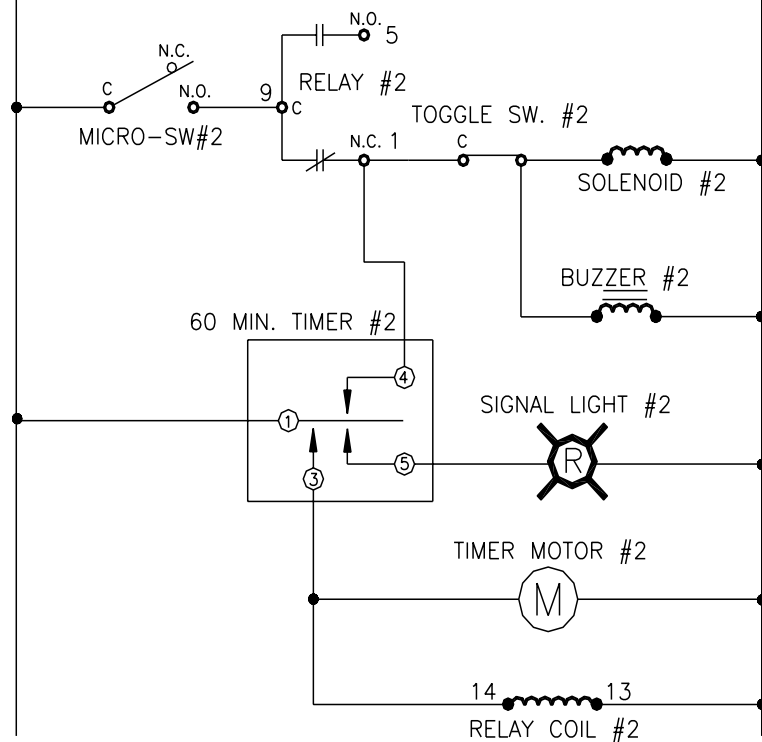 N.O. 5
N.C.
C
N.O.
9
C
RELAY #2
MICRO-SW#2
TOGGLE SW. #2
N.C. 1
C
SOLENOID #2
BUZZER #2
60 MIN. TIMER #2
4
1
SIGNAL LIGHT #2
5
R
3
TIMER MOTOR #2
M
14
13
RELAY COIL #2